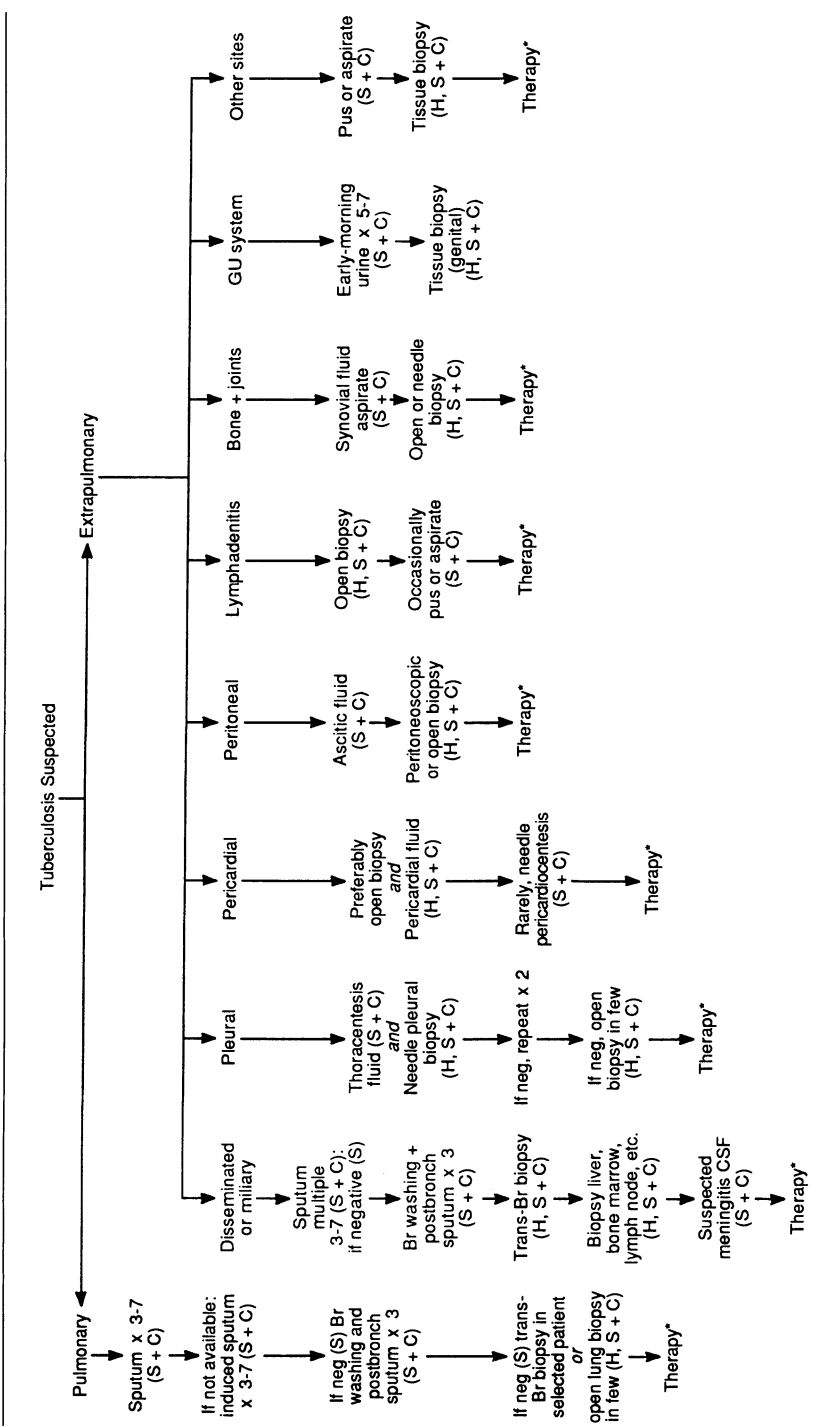 Tuberculosis Suspected
Pulmonary
Sputum x 3-7
(S + C)
If not available:
induced sputum
x 3-7 (S + C)
If neg (S) Br
washing and
postbronch
sputum x 3
(S + C)
If neg (S) trans-
Br biopsy in
selected patient
or
open lung biopsy
in few (H, S + C)
Therapy*
Extrapulmonary
Disseminated
or miliary
Sputum
multiple
3-7 (S + C):
if negative (S)
Br washing +
postbronch
sputum x 3
(S + C)
Trans-Br biopsy
(H, S + C)
Biopsy liver,
bone marrow,
lymph node, etc.
(H, S + C)
Suspected
meningitis CSF
(S + C)
Therapy*
Pleural
Thoracentesis
fluid (S + C)
and
Needle pleural
biopsy
(H, S + C)
If neg, repeat x 2
If neg, open
biopsy in few
(H, S + C)
Therapy*
Pericardial
Preferably
open biopsy
and
Pericardial fluid
(H, S + C)
Rarely, needle
pericardiocentesis
(S + C)
Therapy*
Peritoneal
Ascitic fluid
(S + C)
Peritoneoscopic
or open biopsy
(H, S + C)
Therapy*
Lymphadenitis
Open biopsy
(H, S + C)
Occasionally
pus or aspirate
(S + C)
Therapy*
Bone + joints
Synovial fluid
aspirate
(S + C)
Open or needle
biopsy
(H, S + C)
Therapy*
GU system
Early-morning
urine x 5-7
(S + C)
Tissue biopsy
(genital)
(H, S + C)
Other sites
Pus or aspirate
(S + C)
Tissue biopsy
(H, S + C)
Therapy*